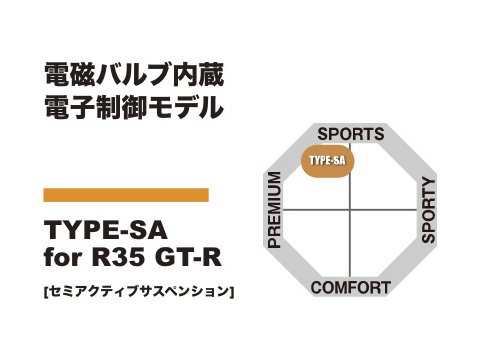 電磁バルブ内蔵
電子制御モデル
TYPE-SA
for R35 GT-R
[セミアクティブサスペンション]
SPORTS
TYPE-SA
PREMIUM
SPORTY
COMFORT